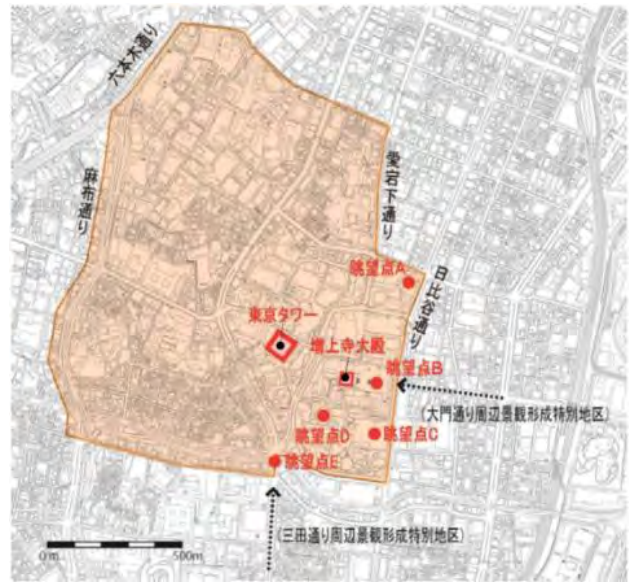 六本木通り
麻布通り
愛宕下通り
眺望点A
日比谷通り
東京タワー
増上寺大殿
眺望点B
(大門通り周辺景観形成特別地区)
眺望点D
眺望点C
眺望点E
(三田通り周辺景観形成特別地区)
0m
500m